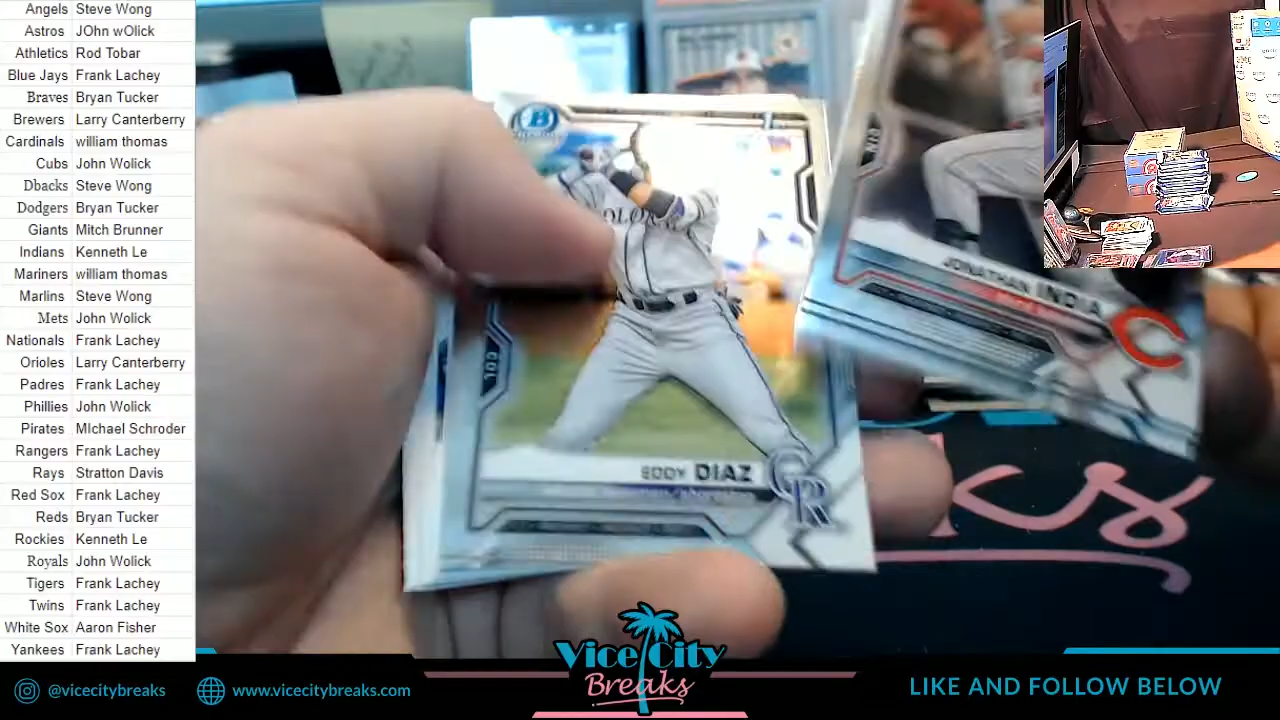 Angels Steve Wong
Astros JOhn wOlick
Athletics Rod Tobar
Blue Jays Frank Lachey
Braves Bryan Tucker
Brewers Larry Canterberry
Cardinals william thomas
Cubs John Wolick
Dbacks Steve Wong
Dodgers Bryan Tucker
Giants Mitch Brunner
Indians Kenneth Le
Mariners william thomas
Marlins Steve Wong
Mets John Wolick
Nationals Frank Lachey
Orioles Larry Canterberry
Padres Frank Lachey
Phillies John Wolick
Pirates MIchael Schroder
Rangers Frank Lachey
Rays Stratton Davis
Red Sox Frank Lachey
Reds Bryan Tucker
Rockies Kenneth Le
Royals John Wolick
Tigers Frank Lachey
Twins Frank Lachey
White Sox Aaron Fisher
Yankees Frank Lachey
B
COL
EDDY DIAZ
CR
CIN
JONATHAN INDIA
C
@vicecitybreaks
www.vicecitybreaks.com
Vice City
Breaks
LIKE AND FOLLOW BELOW